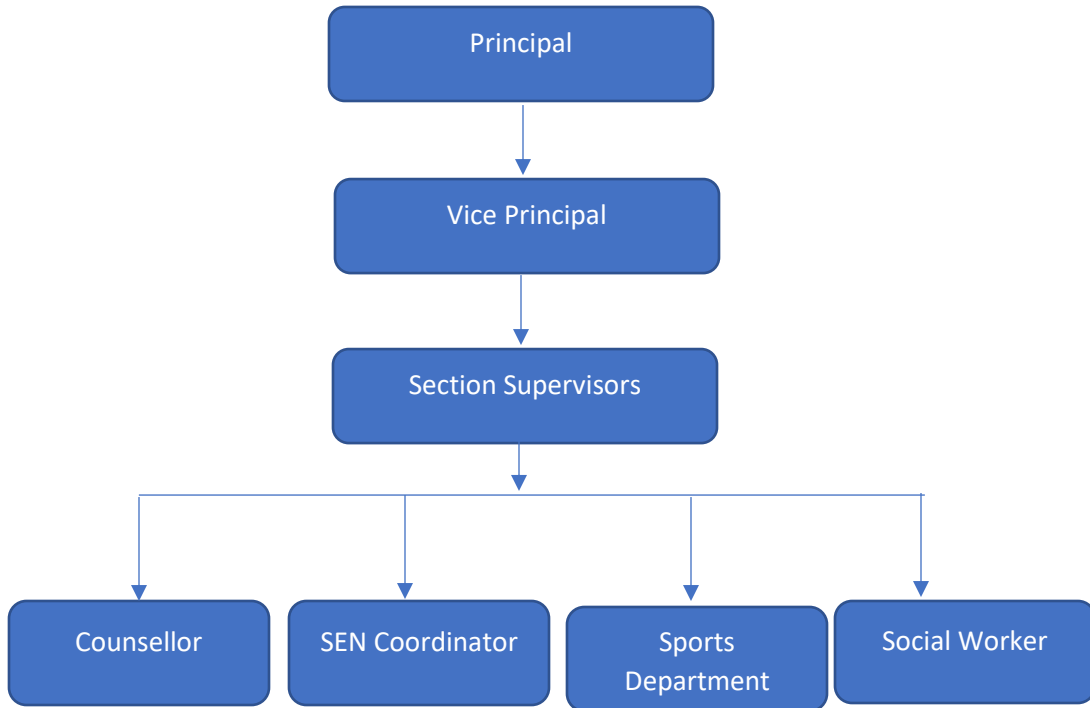 Principal
Vice Principal
Section Supervisors
Counsellor
SEN Coordinator
Sports
Department
Social Worker